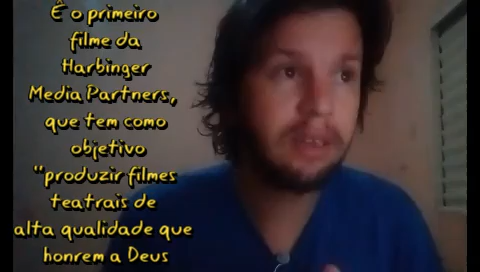 Ê o primeiro
filme da
Harbinger
Media Partners,
que tem como
objetivo
"produzir filmes
teatrais de
alta qualidade que
honrem a Deus